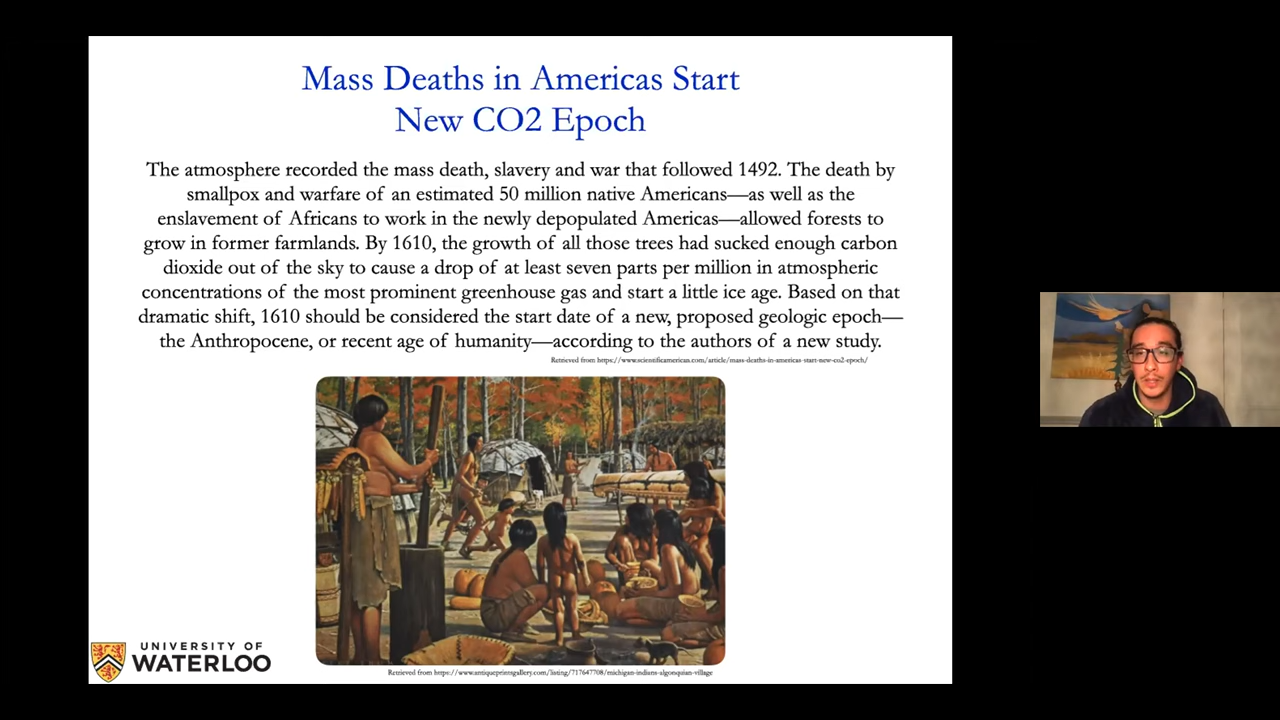 Mass Deaths in Americas Start
New CO2 Epoch
The atmosphere recorded the mass death, slavery and war that followed 1492. The death by
smallpox and warfare of an estimated 50 million native Americans—as well as the
enslavement of Africans to work in the newly depopulated Americas—allowed forests to
grow in former farmlands. By 1610, the growth of all those trees had sucked enough carbon
dioxide out of the sky to cause a drop of at least seven parts per million in atmospheric
concentrations of the most prominent greenhouse gas and start a little ice age. Based on that
dramatic shift, 1610 should be considered the start date of a new, proposed geologic epoch—
the Anthropocene, or recent age of humanity—according to the authors of a new study.
Retrieved from https://www.scientificamerican.com/article/mass-deaths-in-americas-start-new-co2-epoch/
UNIVERSITY OF
WATERLOO
Retrieved from https://www.antiqueprintsgallery.com/listing/717647708/michigan-indians-algonquian-village